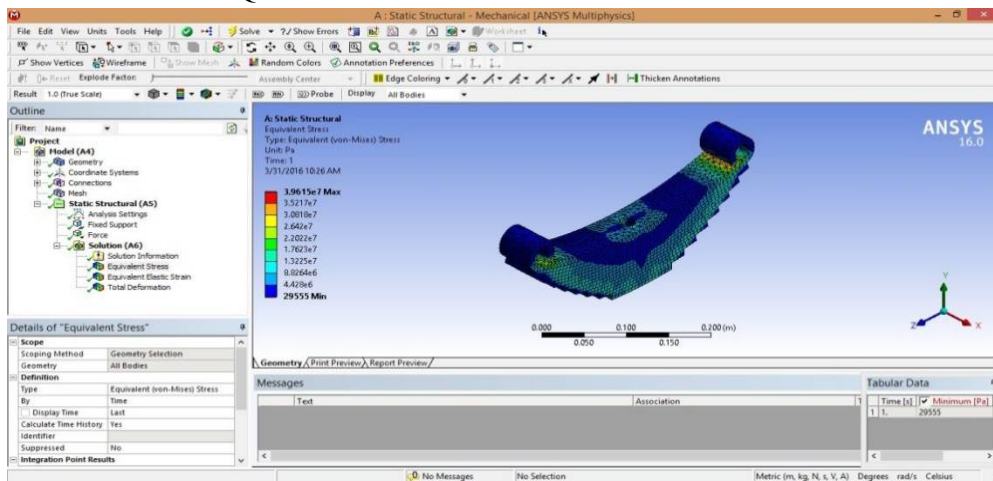 A : Static Structural - Mechanical [ANSYS Multiphysics]
File Edit View Units Tools Help Solve ?/ Show Errors Worksheet
Show Vertices Wireframe Show Mesh Random Colors Annotation Preferences
Reset Explode Factor: Assembly Center Edge Coloring Thicken Annotations
Result 1.0 (True Scale) Probe Display All Bodies
Outline
Filter: Name
Project
Model (A4)
Geometry
Coordinate Systems
Connections
Mesh
Static Structural (A5)
Analysis Settings
Fixed Support
Force
Solution (A6)
Solution Information
Equivalent Stress
Equivalent Elastic Strain
Total Deformation
A: Static Structural
Equivalent Stress
Type: Equivalent (von-Mises) Stress
Unit: Pa
Time: 1
3/31/2016 10:26 AM
3.9615e7 Max
3.5217e7
3.0818e7
2.642e7
2.2022e7
1.7623e7
1.3225e7
8.8264e6
4.428e6
29555 Min
ANSYS
16.0
0.000 0.100 0.200 (m)
0.050 0.150
Y
Z X
Geometry Print Preview Report Preview
Details of "Equivalent Stress"
Scope
Scoping Method Geometry Selection
Geometry All Bodies
Definition
Type Equivalent (von-Mises) Stress
By Time
Display Time Last
Calculate Time History Yes
Identifier
Suppressed No
Integration Point Results
Messages
Text Association
Tabular Data
Time [s] Minimum [Pa]
1 1. 29555
No Messages No Selection Metric (m, kg, N, s, V, A) Degrees rad/s Celsius